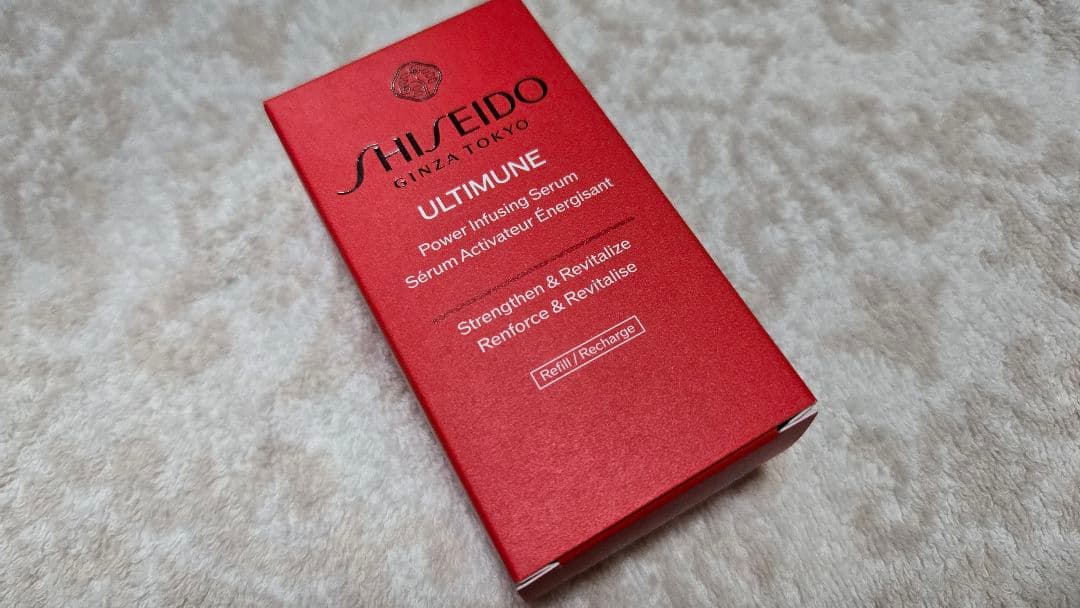 SHISEIDO
GINZA TOKYO
ULTIMUNE
Power Infusing Serum
Sérum Activateur Énergisant
Strengthen & Revitalize
Renforce & Revitalise
Refill / Recharge